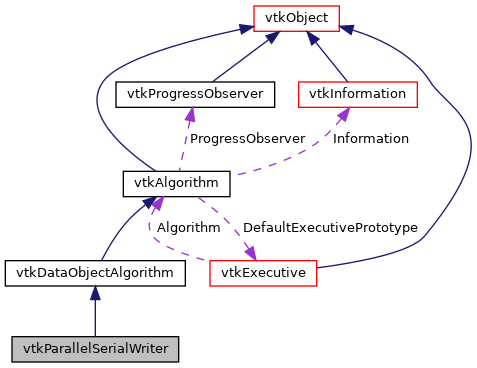 vtkObject
vtkProgressObserver
vtkInformation
ProgressObserver
Information
vtkAlgorithm
Algorithm
DefaultExecutivePrototype
vtkDataObjectAlgorithm
vtkExecutive
vtkParallelSerialWriter